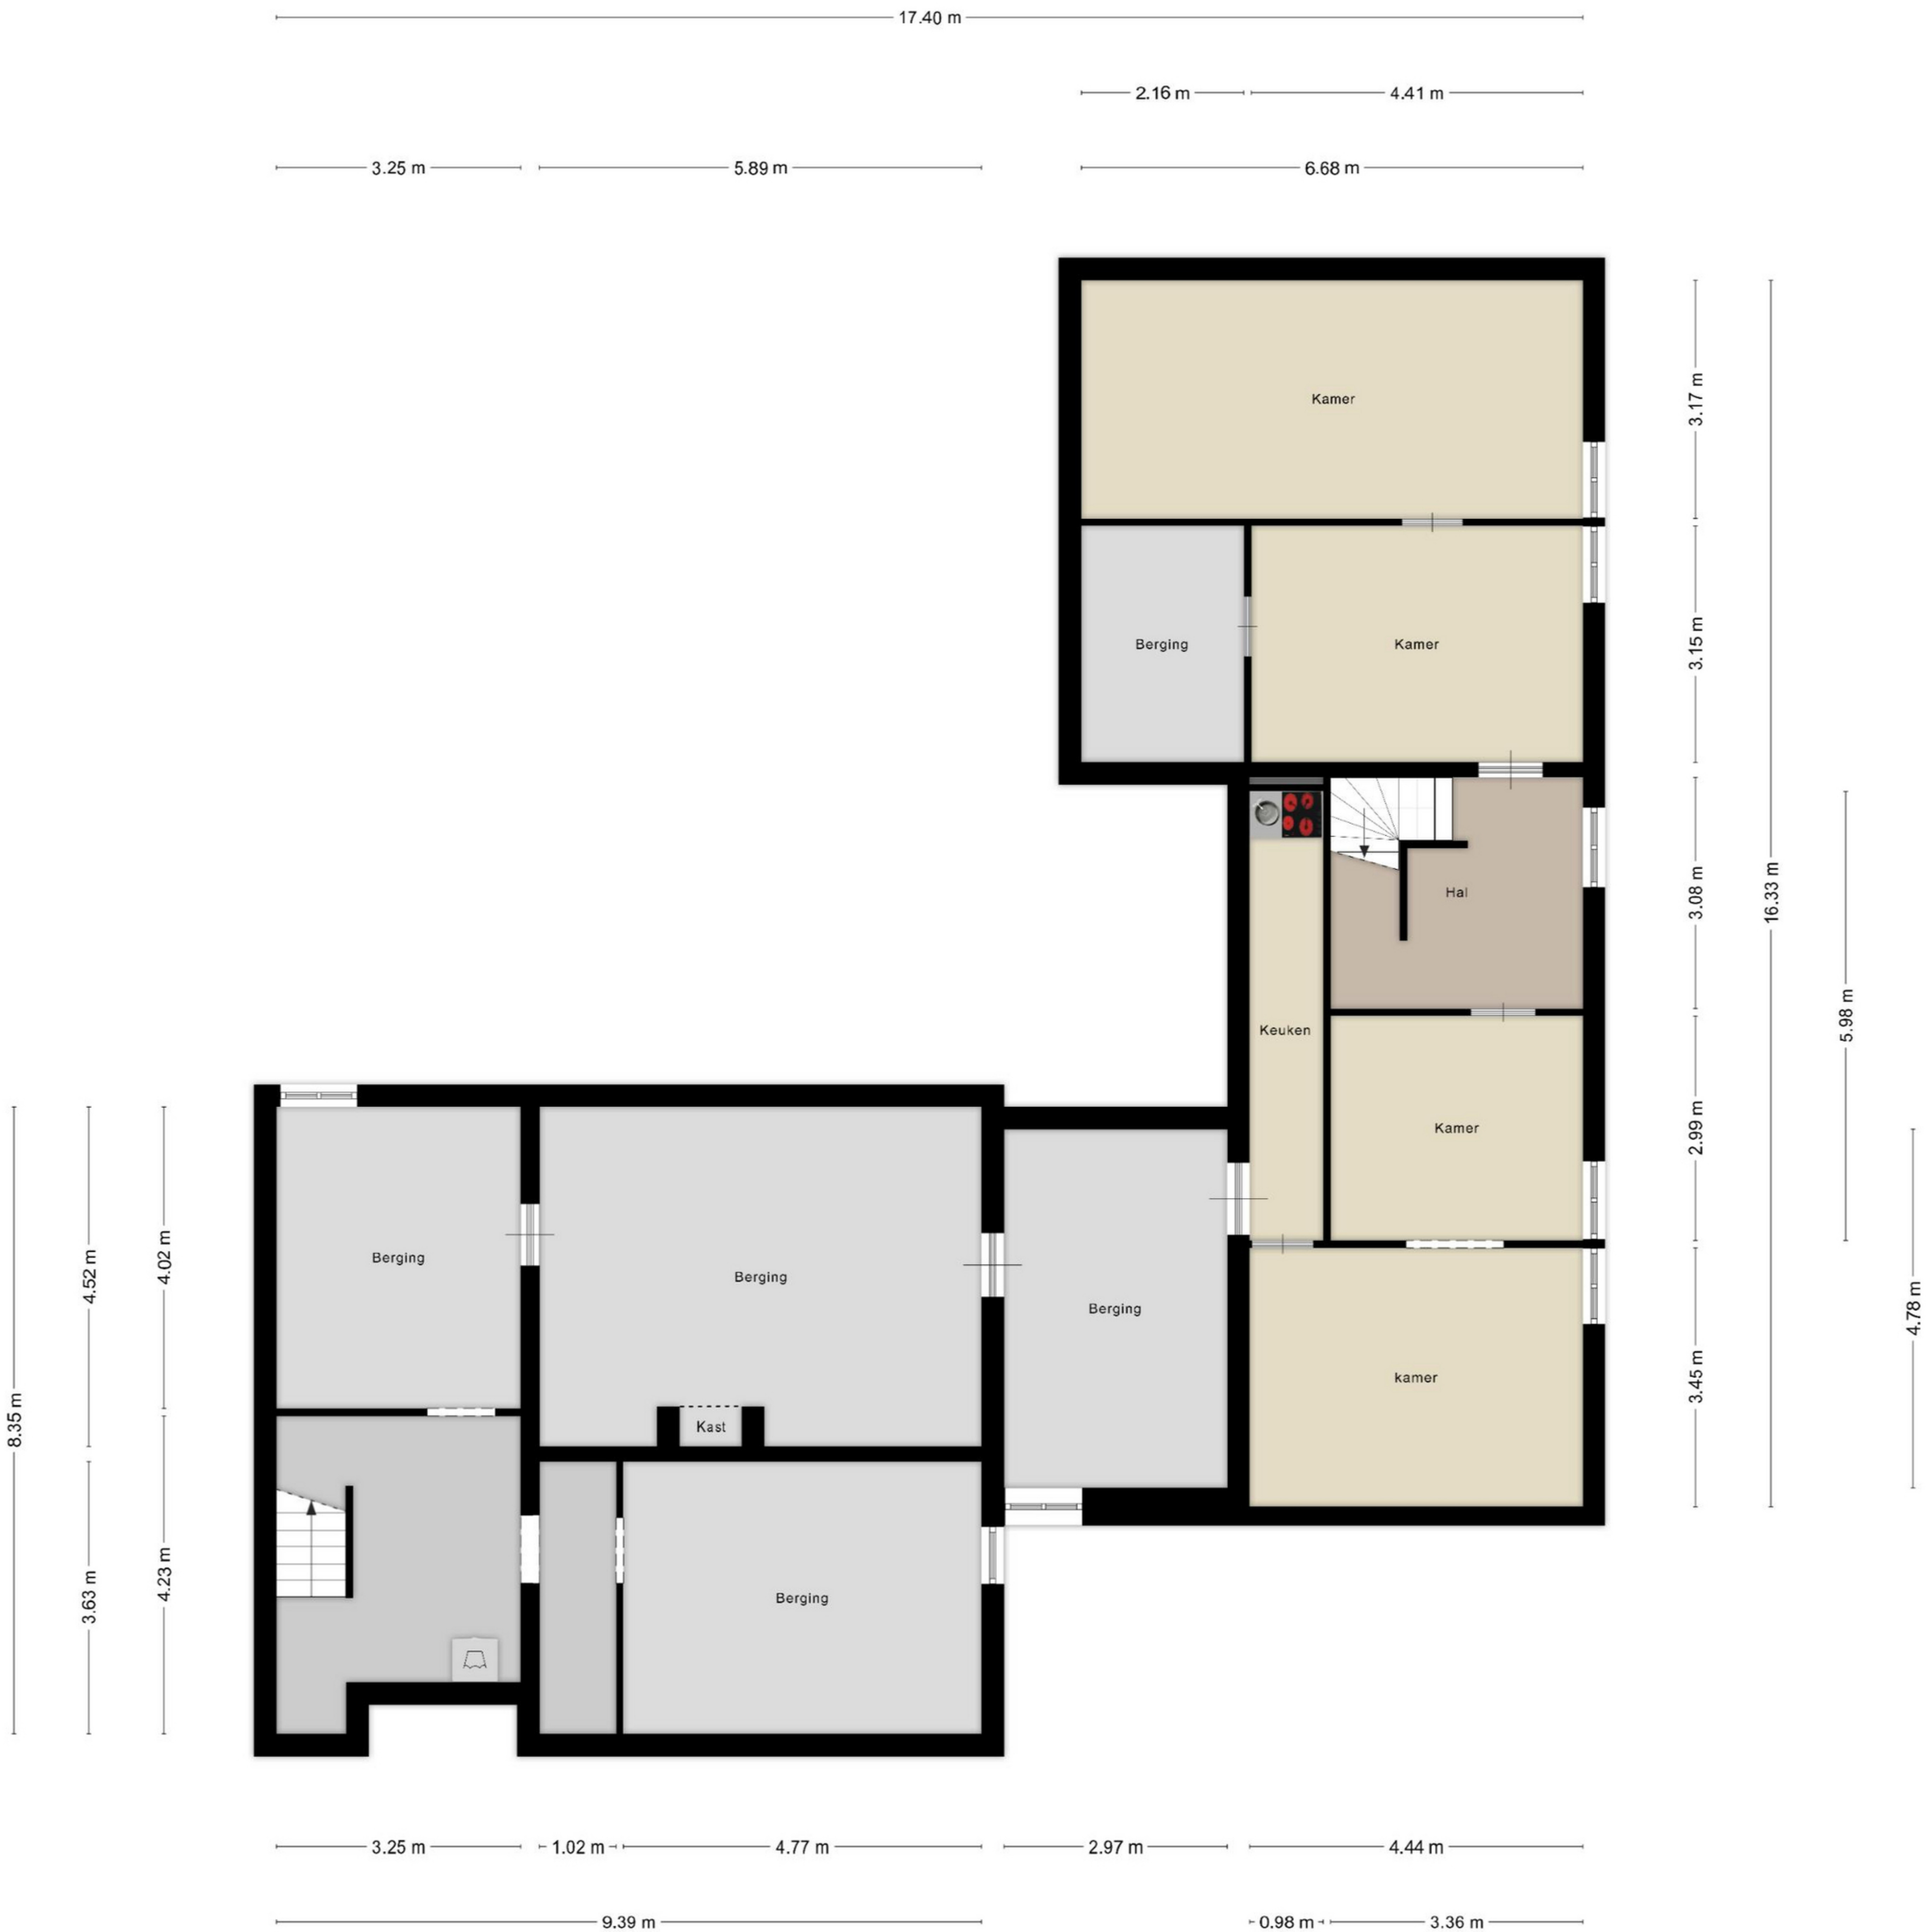 17.40 m
2.16 m
4.41 m
3.25 m
5.89 m
6.68 m
Kamer
3.17 m
Berging
Kamer
3.15 m
Hal
3.08 m
16.33 m
Keuken
5.98 m
Kamer
2.99 m
Berging
Berging
Berging
kamer
Kast
3.45 m
4.78 m
4.02 m
4.52 m
8.35 m
4.23 m
3.63 m
Berging
3.25 m
1.02 m
4.77 m
2.97 m
4.44 m
9.39 m
0.98 m
3.36 m